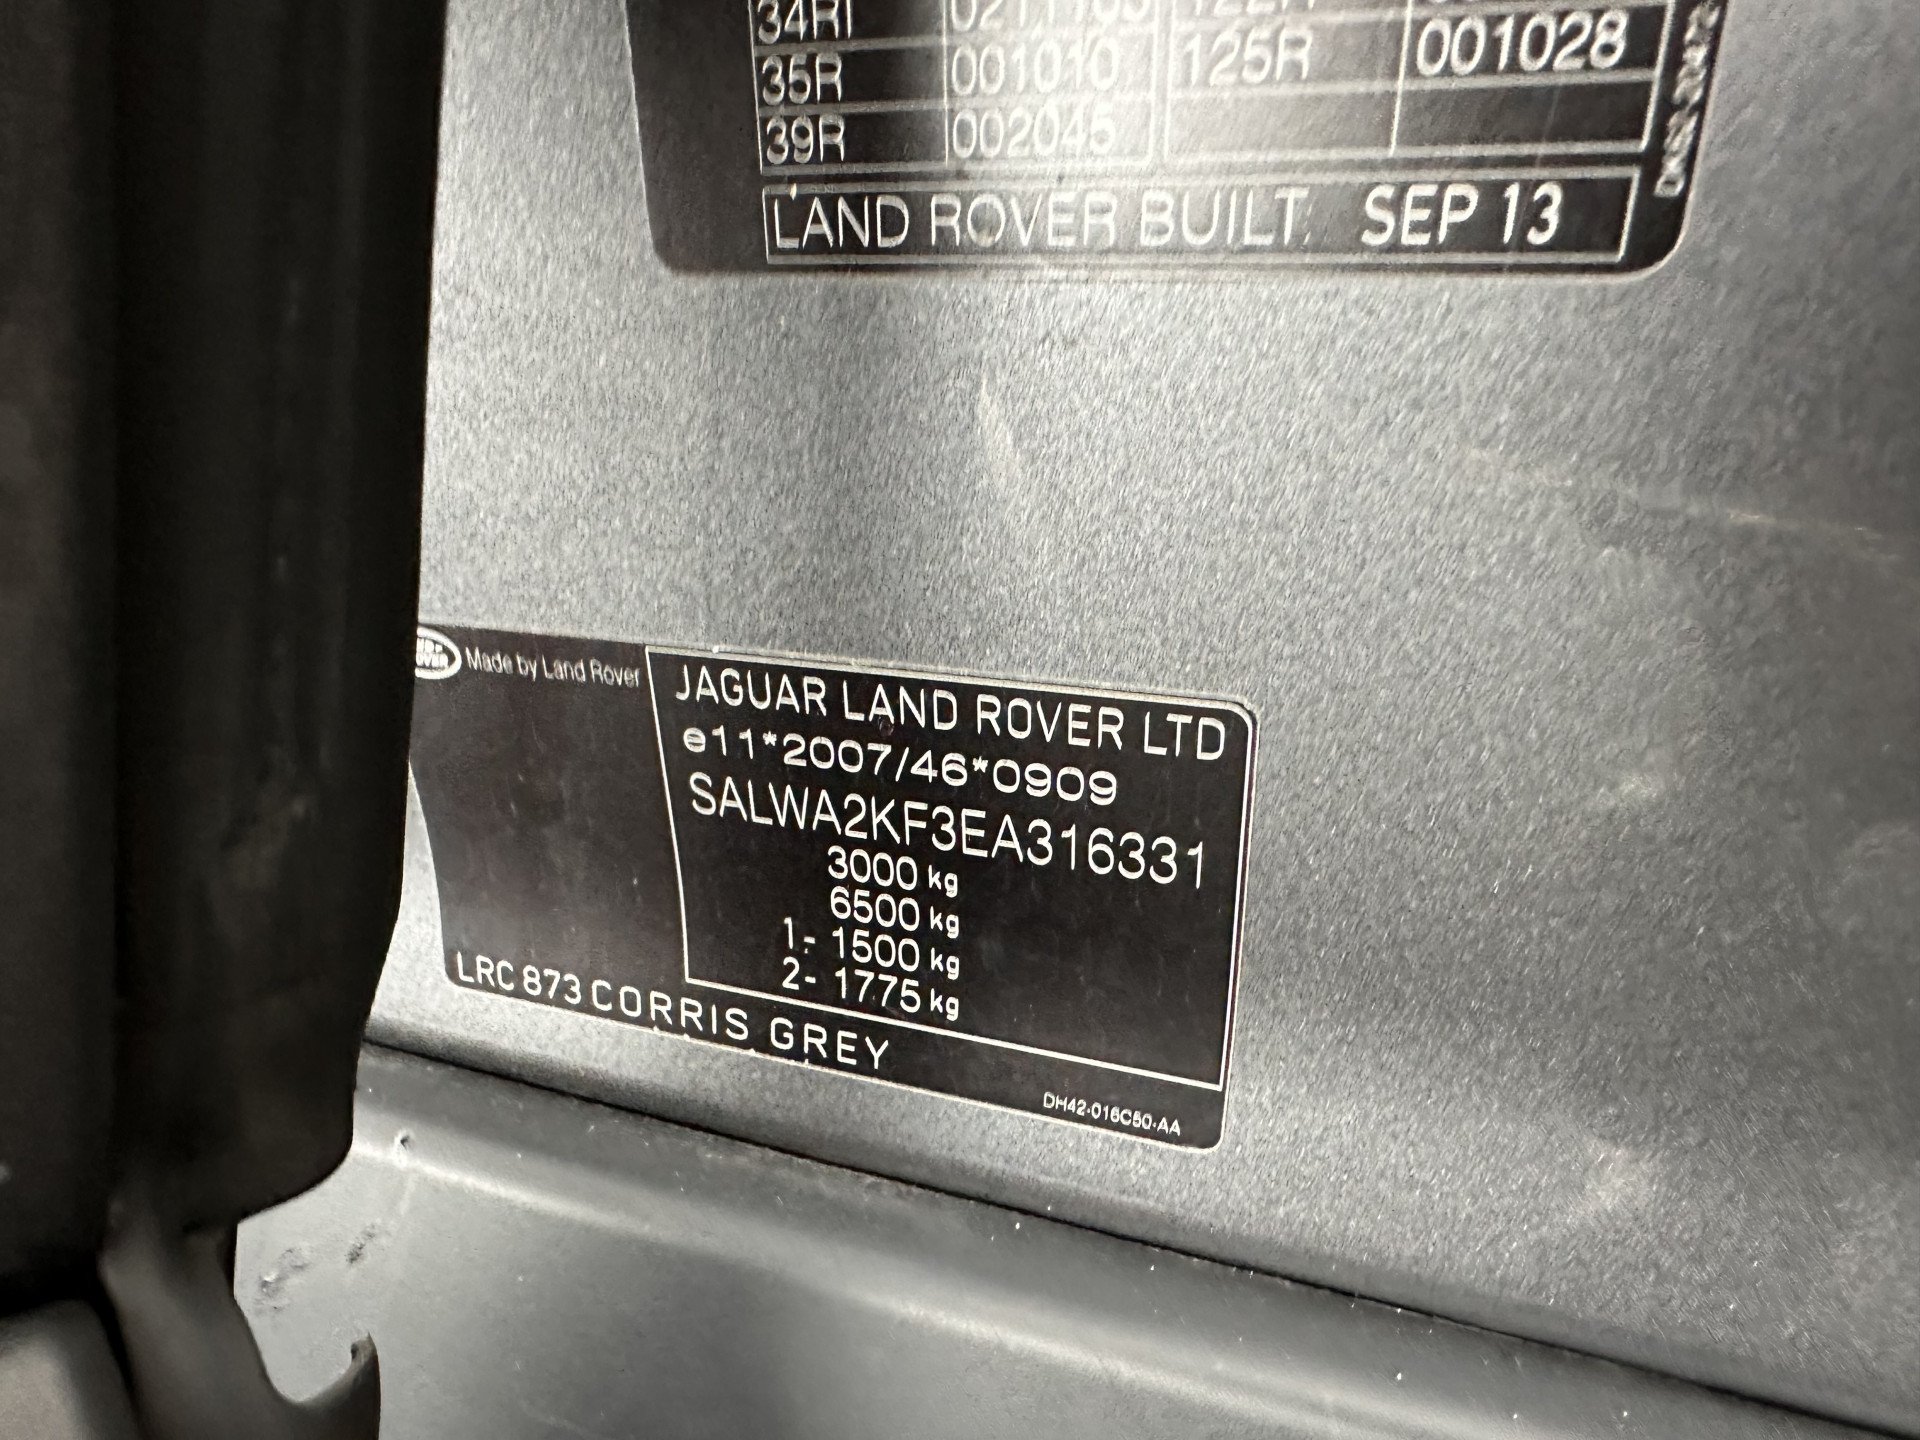 34RI
35R 001010 125R 001028
39R 002045
LAND ROVER BUILT: SEP 13
Made by Land Rover
JAGUAR LAND ROVER LTD
e11*2007/46*0909
SALWA2KF3EA316331
3000 kg
6500 kg
1- 1500 kg
2- 1775 kg
LRC 873 CORRIS GREY
DH42-016C50-AA